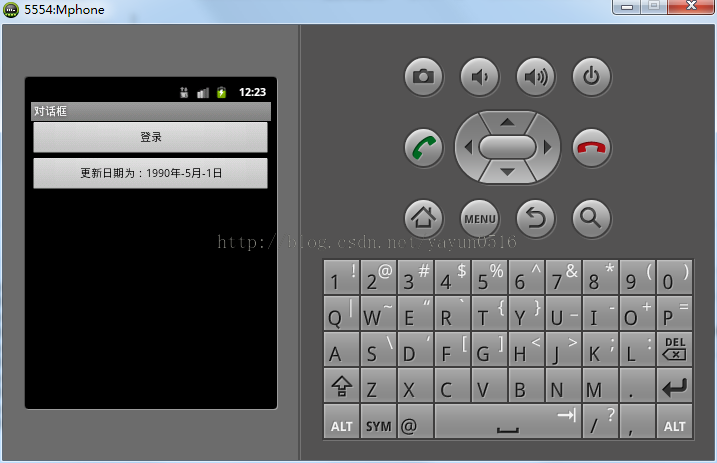 5554:Mphone
12:23
对话框
登录
更新日期为：1990年-5月-1日
MENU
http://blog.csdn.net/yayun0516
1 ! 2 @ 3 # 4 $ 5 % 6 ^ 7 & 8 * 9 ( 0 )
Q | W ~ E “ R ` T { Y } U _ I - O + P =
A S \ D ‘ F [ G ] H < J > K ; L : DEL
Z X C V B N M .
ALT SYM @ / ? , ALT